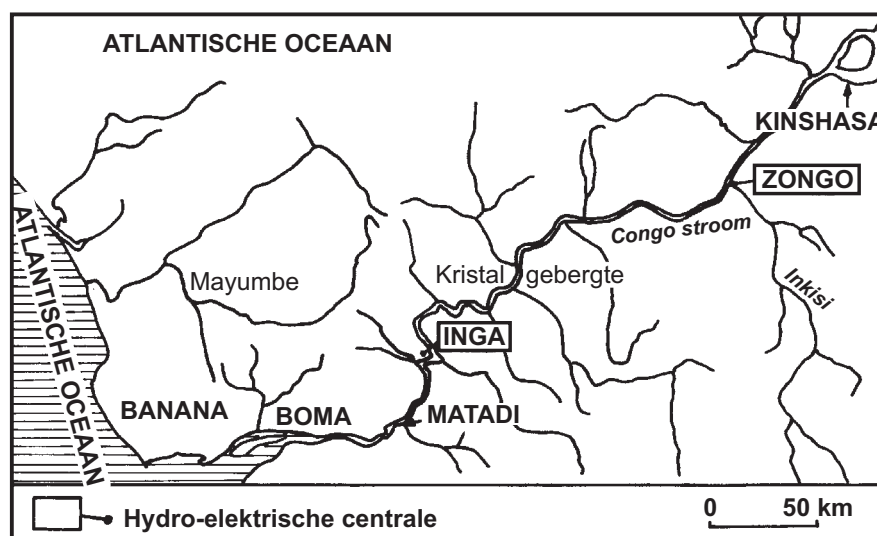 ATLANTISCHE OCEAAN
KINSHASA
ZONGO
Congo stroom
ATLANTISCHE OCEAAN
Mayumbe
Kristal gebergte
Inkisi
INGA
BANANA
BOMA
MATADI
Hydro-elektrische centrale
0 50 km